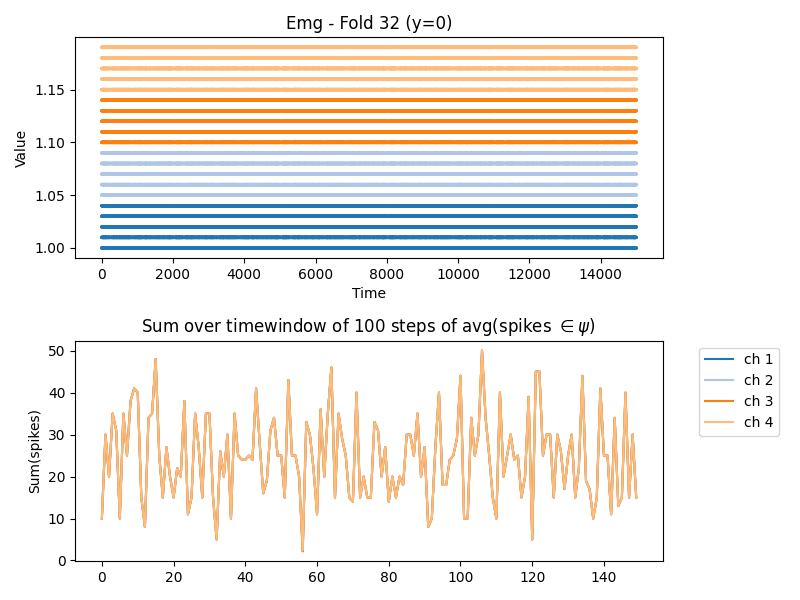 Emg - Fold 32 (y=0)
Value
1.15
1.10
1.05
1.00
0 2000 4000 6000 8000 10000 12000 14000
Time
Sum over timewindow of 100 steps of avg(spikes ∈ψ)
Sum(spikes)
50
40
30
20
10
0
0 20 40 60 80 100 120 140
ch 1
ch 2
ch 3
ch 4